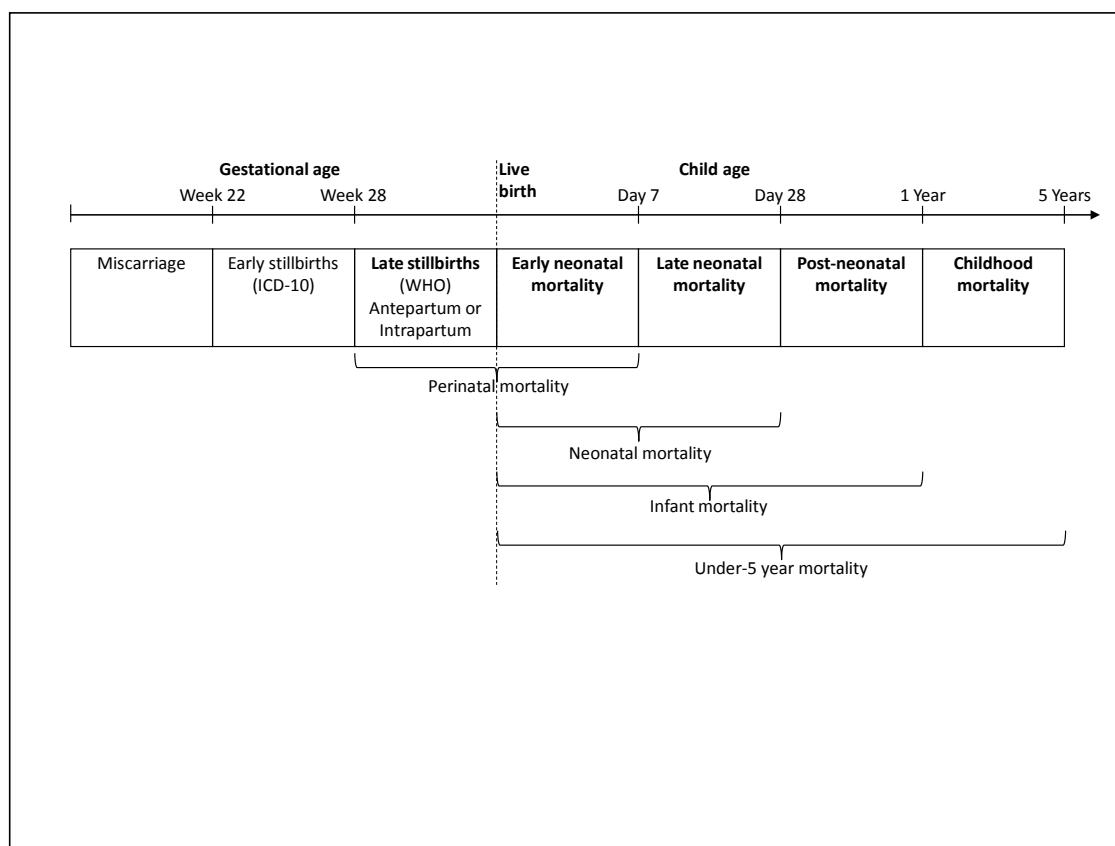 Gestational age
Live
birth
Child age
Week 22
Week 28
Day 7
Day 28
1 Year
5 Years
Miscarriage
Early stillbirths
(ICD-10)
Late stillbirths
(WHO)
Antepartum or
Intrapartum
Early neonatal
mortality
Late neonatal
mortality
Post-neonatal
mortality
Childhood
mortality
Perinatal mortality
Neonatal mortality
Infant mortality
Under-5 year mortality